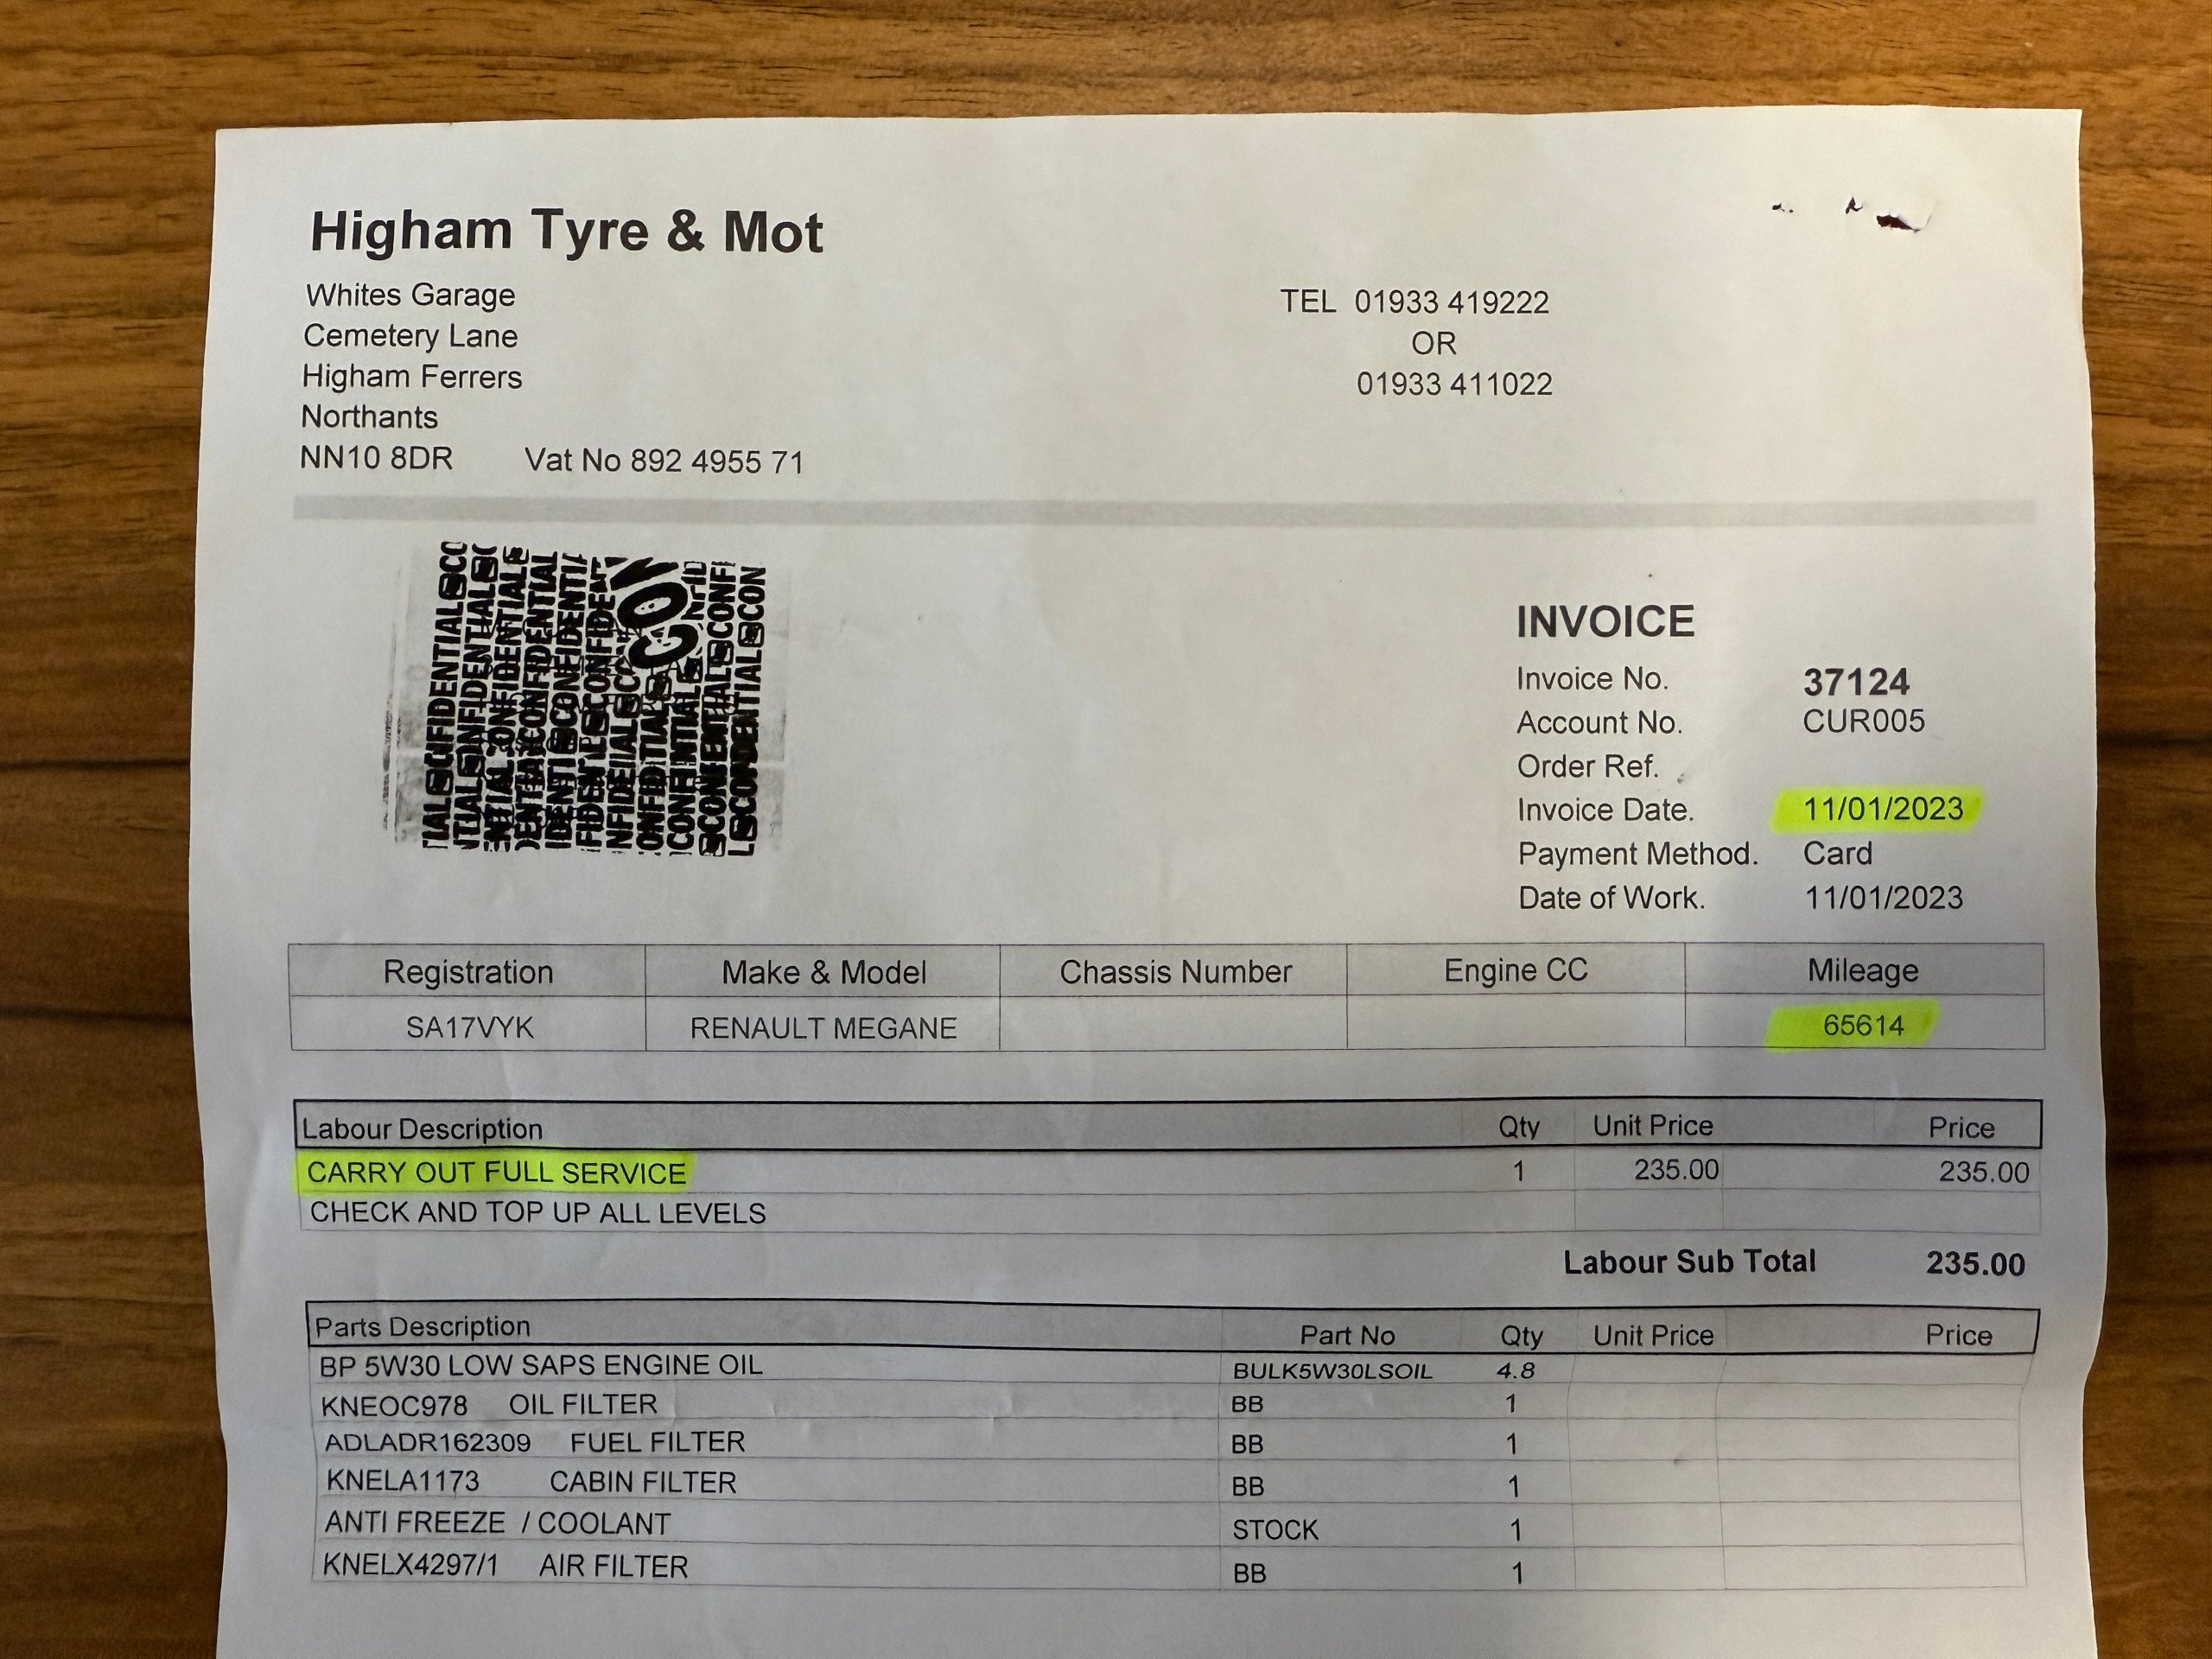 Higham Tyre & Mot
Whites Garage
Cemetery Lane
Higham Ferrers
Northants
NN10 8DR Vat No 892 4955 71
TEL 01933 419222
OR
01933 411022
INVOICE
Invoice No. 37124
Account No. CUR005
Order Ref.
Invoice Date. 11/01/2023
Payment Method. Card
Date of Work. 11/01/2023
Registration Make & Model Chassis Number Engine CC Mileage
SA17VYK RENAULT MEGANE 65614
Labour Description Qty Unit Price Price
CARRY OUT FULL SERVICE 1 235.00 235.00
CHECK AND TOP UP ALL LEVELS
Labour Sub Total 235.00
Parts Description Part No Qty Unit Price Price
BP 5W30 LOW SAPS ENGINE OIL BULK5W30LSOIL 4.8
KNEOC978 OIL FILTER BB 1
ADLADR162309 FUEL FILTER BB 1
KNELA1173 CABIN FILTER BB 1
ANTI FREEZE / COOLANT STOCK 1
KNELX4297/1 AIR FILTER BB 1